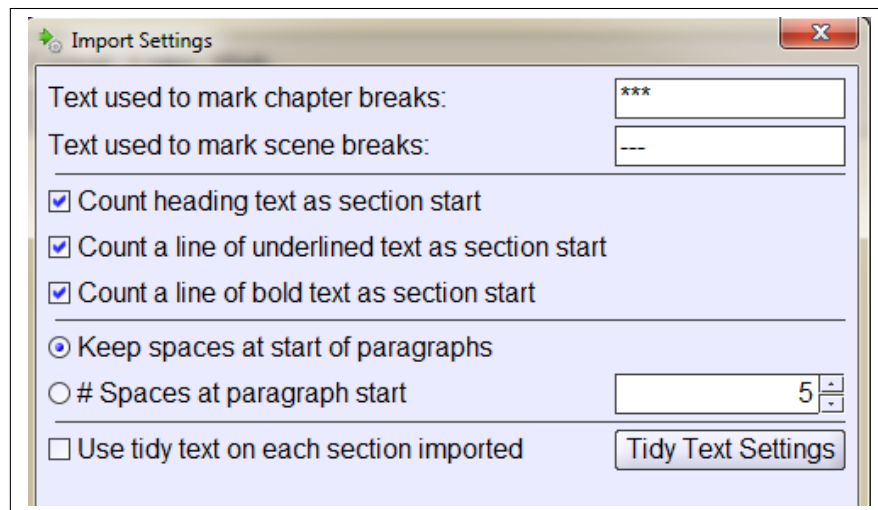 Import Settings
Text used to mark chapter breaks: ***
Text used to mark scene breaks: ---
Count heading text as section start
Count a line of underlined text as section start
Count a line of bold text as section start
Keep spaces at start of paragraphs
# Spaces at paragraph start 5
Use tidy text on each section imported Tidy Text Settings